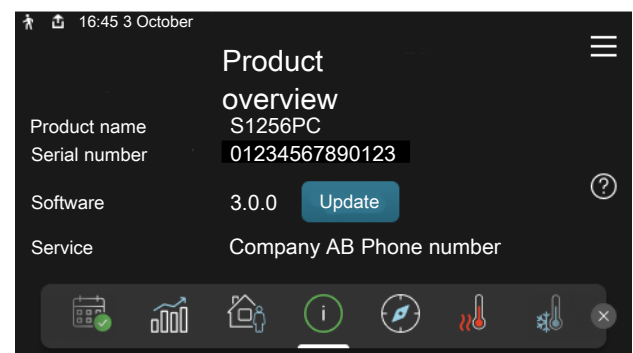 16:45 3 October
Product
overview
Product name S1256PC
Serial number 01234567890123
Software 3.0.0 Update
Service Company AB Phone number